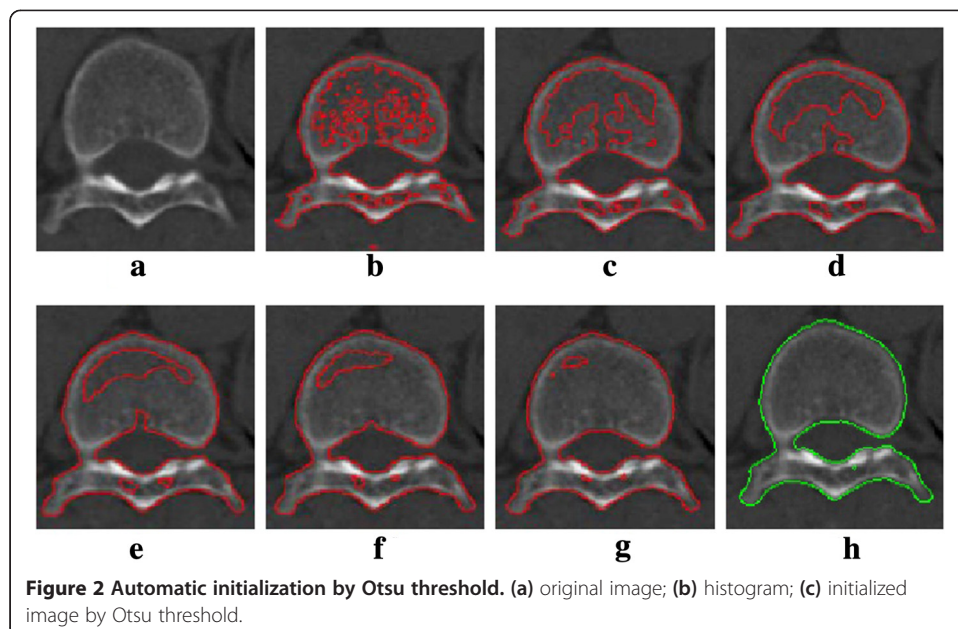 a b c d
e f g h
Figure 2 Automatic initialization by Otsu threshold. (a) original image; (b) histogram; (c) initialized
image by Otsu threshold.